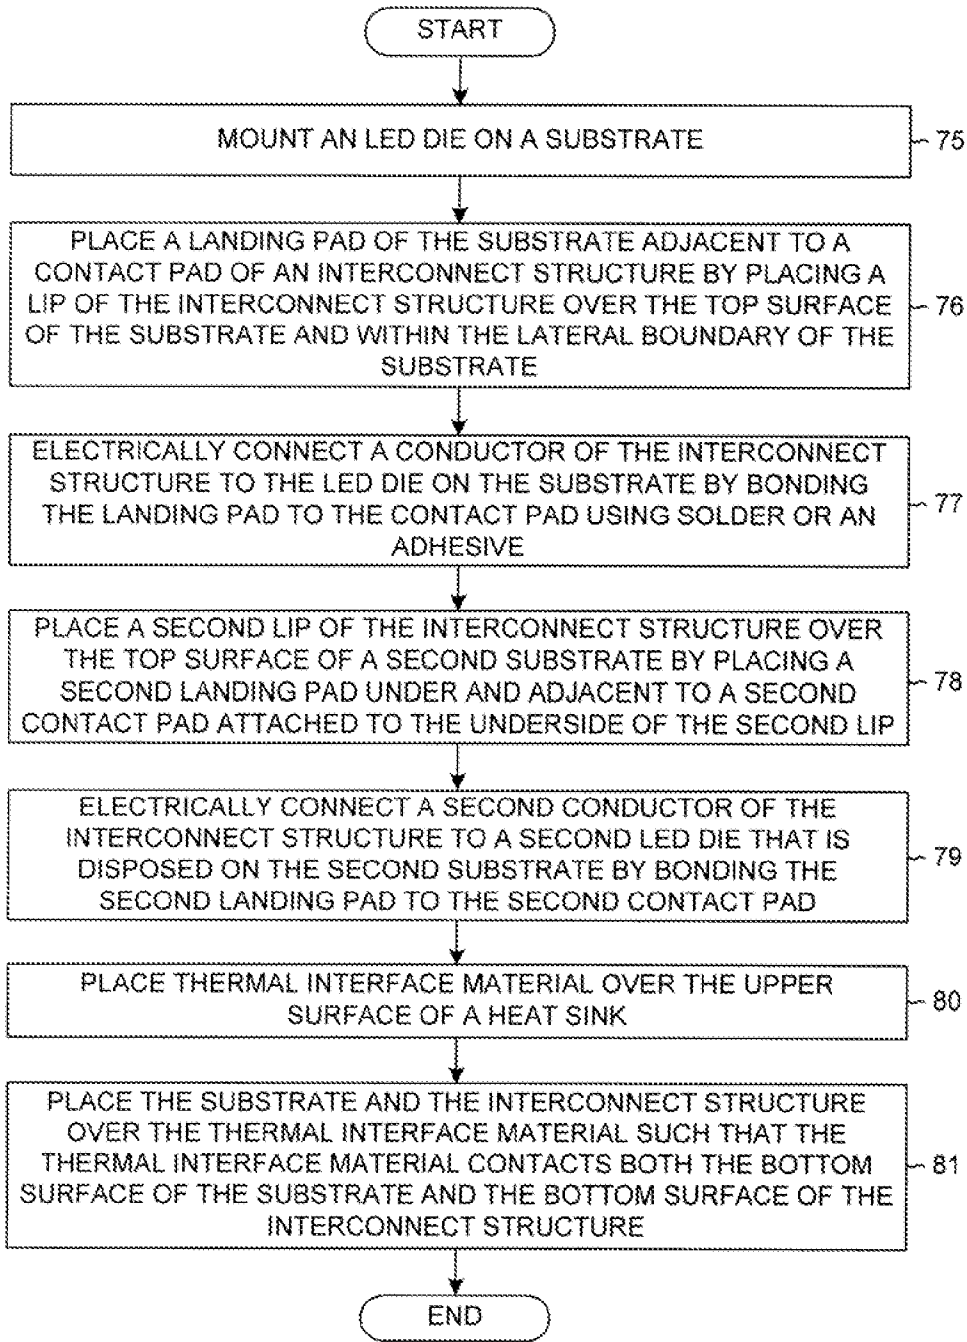 START
MOUNT AN LED DIE ON A SUBSTRATE
75
PLACE A LANDING PAD OF THE SUBSTRATE ADJACENT TO A
CONTACT PAD OF AN INTERCONNECT STRUCTURE BY PLACING A
LIP OF THE INTERCONNECT STRUCTURE OVER THE TOP SURFACE
OF THE SUBSTRATE AND WITHIN THE LATERAL BOUNDARY OF THE
SUBSTRATE
76
ELECTRICALLY CONNECT A CONDUCTOR OF THE INTERCONNECT
STRUCTURE TO THE LED DIE ON THE SUBSTRATE BY BONDING
THE LANDING PAD TO THE CONTACT PAD USING SOLDER OR AN
ADHESIVE
77
PLACE A SECOND LIP OF THE INTERCONNECT STRUCTURE OVER
THE TOP SURFACE OF A SECOND SUBSTRATE BY PLACING A
SECOND LANDING PAD UNDER AND ADJACENT TO A SECOND
CONTACT PAD ATTACHED TO THE UNDERSIDE OF THE SECOND LIP
78
ELECTRICALLY CONNECT A SECOND CONDUCTOR OF THE
INTERCONNECT STRUCTURE TO A SECOND LED DIE THAT IS
DISPOSED ON THE SECOND SUBSTRATE BY BONDING THE
SECOND LANDING PAD TO THE SECOND CONTACT PAD
79
PLACE THERMAL INTERFACE MATERIAL OVER THE UPPER
SURFACE OF A HEAT SINK
80
PLACE THE SUBSTRATE AND THE INTERCONNECT STRUCTURE
OVER THE THERMAL INTERFACE MATERIAL SUCH THAT THE
THERMAL INTERFACE MATERIAL CONTACTS BOTH THE BOTTOM
SURFACE OF THE SUBSTRATE AND THE BOTTOM SURFACE OF THE
INTERCONNECT STRUCTURE
81
END